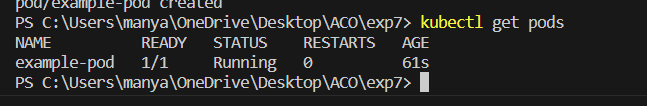 pod/example-pod created
PS C:\Users\manya\OneDrive\Desktop\ACO\exp7> kubectl get pods
NAME          READY   STATUS    RESTARTS   AGE
example-pod   1/1     Running   0          61s
PS C:\Users\manya\OneDrive\Desktop\ACO\exp7>